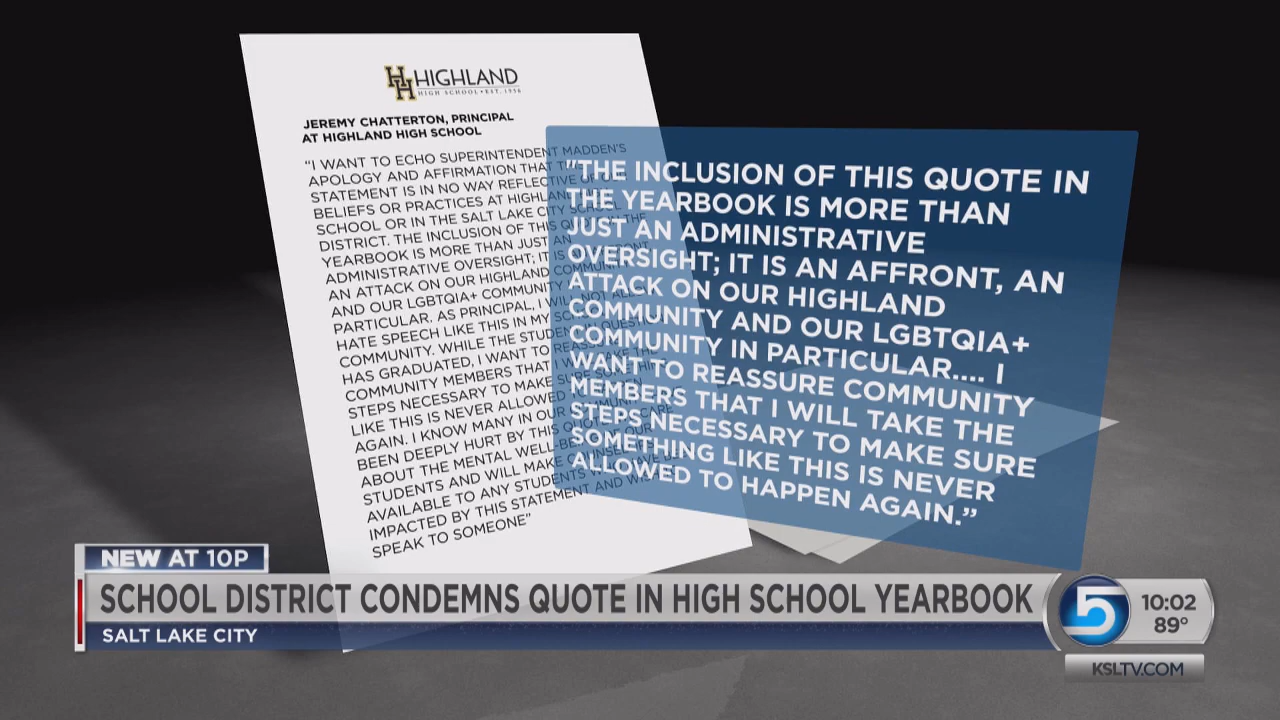 HIGHLAND
HIGH SCHOOL • EST. 1956
JEREMY CHATTERTON, PRINCIPAL
AT HIGHLAND HIGH SCHOOL
"I WANT TO ECHO SUPERINTENDENT MADDEN'S
APOLOGY AND AFFIRMATION THAT
STATEMENT IS IN NO WAY REFLECTIVE OF
BELIEFS OR PRACTICES AT HIGHLAND
SCHOOL OR IN THE SALT LAKE CITY SCHOOL
DISTRICT. THE INCLUSION OF THIS
YEARBOOK IS MORE THAN JUST AN
ADMINISTRATIVE OVERSIGHT; IT IS
AN ATTACK ON OUR HIGHLAND COMMUNITY
AND OUR LGBTQIA+ COMMUNITY
PARTICULAR. AS PRINCIPAL, I WILL NOT
HATE SPEECH LIKE THIS IN MY
COMMUNITY. WHILE THE STUDENT
HAS GRADUATED, I WANT TO REASSURE
COMMUNITY MEMBERS THAT I WILL TAKE THE
STEPS NECESSARY TO MAKE SURE SOMETHING
LIKE THIS IS NEVER ALLOWED
AGAIN. I KNOW MANY IN OUR
BEEN DEEPLY HURT BY THIS QUOTE.
ABOUT THE MENTAL WELL-BEING
STUDENTS AND WILL MAKE
AVAILABLE TO ANY STUDENTS
IMPACTED BY THIS STATEMENT AND
SPEAK TO SOMEONE"
"THE INCLUSION OF THIS QUOTE IN
THE YEARBOOK IS MORE THAN
JUST AN ADMINISTRATIVE
OVERSIGHT; IT IS AN AFFRONT, AN
ATTACK ON OUR HIGHLAND
COMMUNITY AND OUR LGBTQIA+
COMMUNITY IN PARTICULAR.... I
WANT TO REASSURE COMMUNITY
MEMBERS THAT I WILL TAKE THE
STEPS NECESSARY TO MAKE SURE
SOMETHING LIKE THIS IS NEVER
ALLOWED TO HAPPEN AGAIN."
NEW AT 10P
SCHOOL DISTRICT CONDEMNS QUOTE IN HIGH SCHOOL YEARBOOK
SALT LAKE CITY
5
10:02
89°
KSLTV.COM